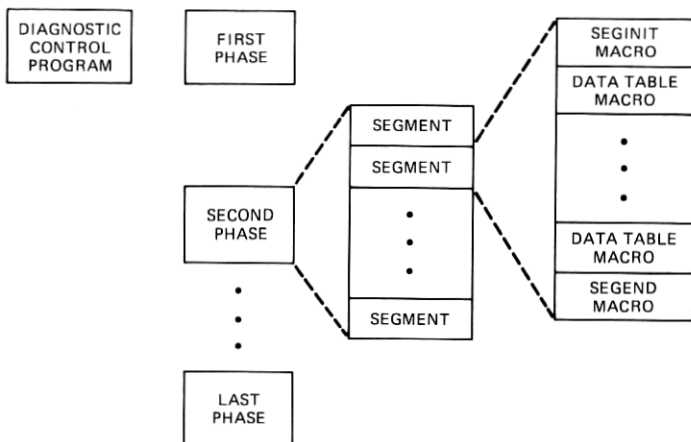 DIAGNOSTIC
CONTROL
PROGRAM
FIRST
PHASE
SECOND
PHASE
LAST
PHASE
SEGMENT
SEGMENT
SEGMENT
SEGINIT
MACRO
DATA TABLE
MACRO
DATA TABLE
MACRO
SEGEND
MACRO